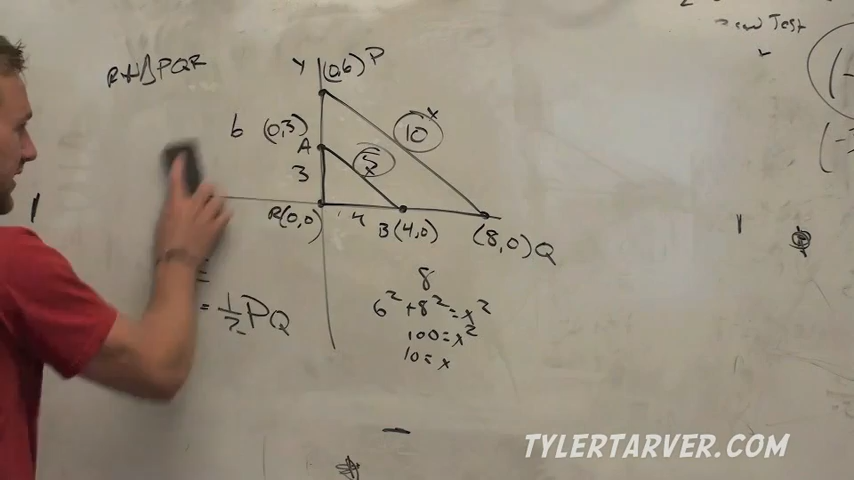 Test
Rt△PQR
Y (0,6) P
6 (0,3) 10 x
A 5 x
3
R(0,0) 4 B(4,0) (8,0)Q
8
= 1/2 PQ
6²+8²=x²
100=x²
10=x
TYLERTARVER.COM